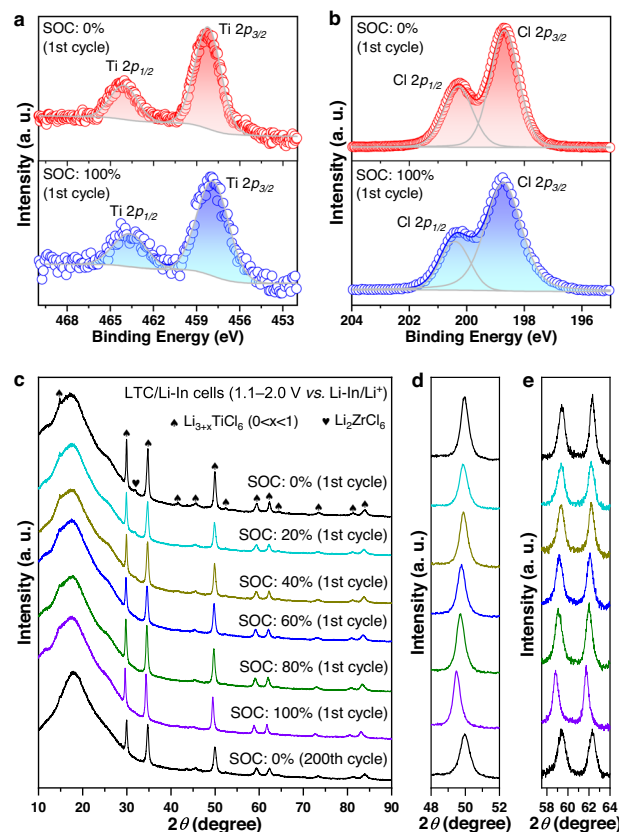 a
SOC: 0%
(1st cycle)
Ti 2p1/2
Ti 2p3/2
SOC: 100%
(1st cycle)
Ti 2p1/2
Ti 2p3/2
Intensity (a. u.)
468 465 462 459 456 453
Binding Energy (eV)
b
SOC: 0%
(1st cycle)
Cl 2p3/2
Cl 2p1/2
SOC: 100%
(1st cycle)
Cl 2p3/2
Cl 2p1/2
Intensity (a. u.)
204 202 200 198 196
Binding Energy (eV)
c
LTC/Li-In cells (1.1–2.0 V vs. Li-In/Li⁺)
♠ Li₃₊ₓTiCl₆ (0<x<1) ♥ Li₂ZrCl₆
SOC: 0% (1st cycle)
SOC: 20% (1st cycle)
SOC: 40% (1st cycle)
SOC: 60% (1st cycle)
SOC: 80% (1st cycle)
SOC: 100% (1st cycle)
SOC: 0% (200th cycle)
Intensity (a. u.)
10 20 30 40 50 60 70 80 90
2θ (degree)
d
Intensity (a. u.)
48 50 52
2θ (degree)
e
Intensity (a. u.)
58 60 62 64
2θ (degree)